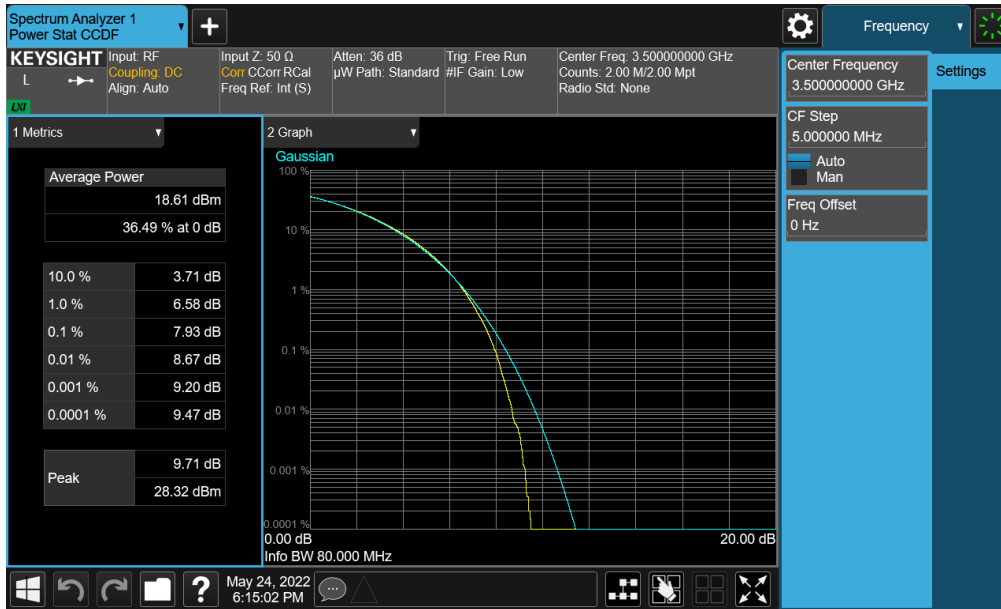 Spectrum Analyzer 1
Power Stat CCDF
+
Frequency
KEYSIGHT
L
LXI
Input: RF
Coupling: DC
Align: Auto
Input Z: 50 Ω
Corr CCorr RCal
Freq Ref: Int (S)
Atten: 36 dB
µW Path: Standard
Trig: Free Run
#IF Gain: Low
Center Freq: 3.500000000 GHz
Counts: 2.00 M/2.00 Mpt
Radio Std: None
Center Frequency
3.500000000 GHz
Settings
CF Step
5.000000 MHz
Auto
Man
Freq Offset
0 Hz
1 Metrics
Average Power
18.61 dBm
36.49 % at 0 dB
10.0 % 3.71 dB
1.0 % 6.58 dB
0.1 % 7.93 dB
0.01 % 8.67 dB
0.001 % 9.20 dB
0.0001 % 9.47 dB
Peak
9.71 dB
28.32 dBm
2 Graph
Gaussian
100 %
10 %
1 %
0.1 %
0.01 %
0.001 %
0.0001 %
0.00 dB 20.00 dB
Info BW 80.000 MHz
?
May 24, 2022
6:15:02 PM